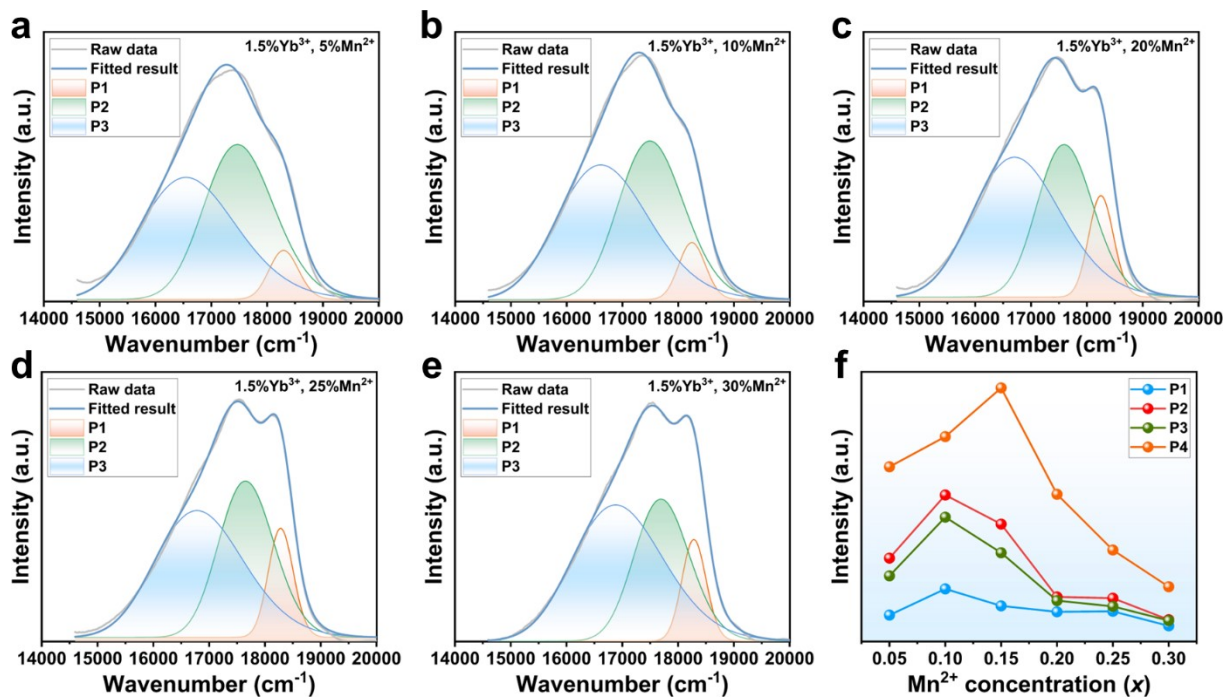 a
1.5%Yb³⁺, 5%Mn²⁺
Raw data
Fitted result
P1
P2
P3
Intensity (a.u.)
14000 15000 16000 17000 18000 19000 20000
Wavenumber (cm⁻¹)
b
1.5%Yb³⁺, 10%Mn²⁺
Raw data
Fitted result
P1
P2
P3
Intensity (a.u.)
14000 15000 16000 17000 18000 19000 20000
Wavenumber (cm⁻¹)
c
1.5%Yb³⁺, 20%Mn²⁺
Raw data
Fitted result
P1
P2
P3
Intensity (a.u.)
14000 15000 16000 17000 18000 19000 20000
Wavenumber (cm⁻¹)
d
1.5%Yb³⁺, 25%Mn²⁺
Raw data
Fitted result
P1
P2
P3
Intensity (a.u.)
14000 15000 16000 17000 18000 19000 20000
Wavenumber (cm⁻¹)
e
1.5%Yb³⁺, 30%Mn²⁺
Raw data
Fitted result
P1
P2
P3
Intensity (a.u.)
14000 15000 16000 17000 18000 19000 20000
Wavenumber (cm⁻¹)
f
P1
P2
P3
P4
Intensity (a.u.)
0.05 0.10 0.15 0.20 0.25 0.30
Mn²⁺ concentration (x)